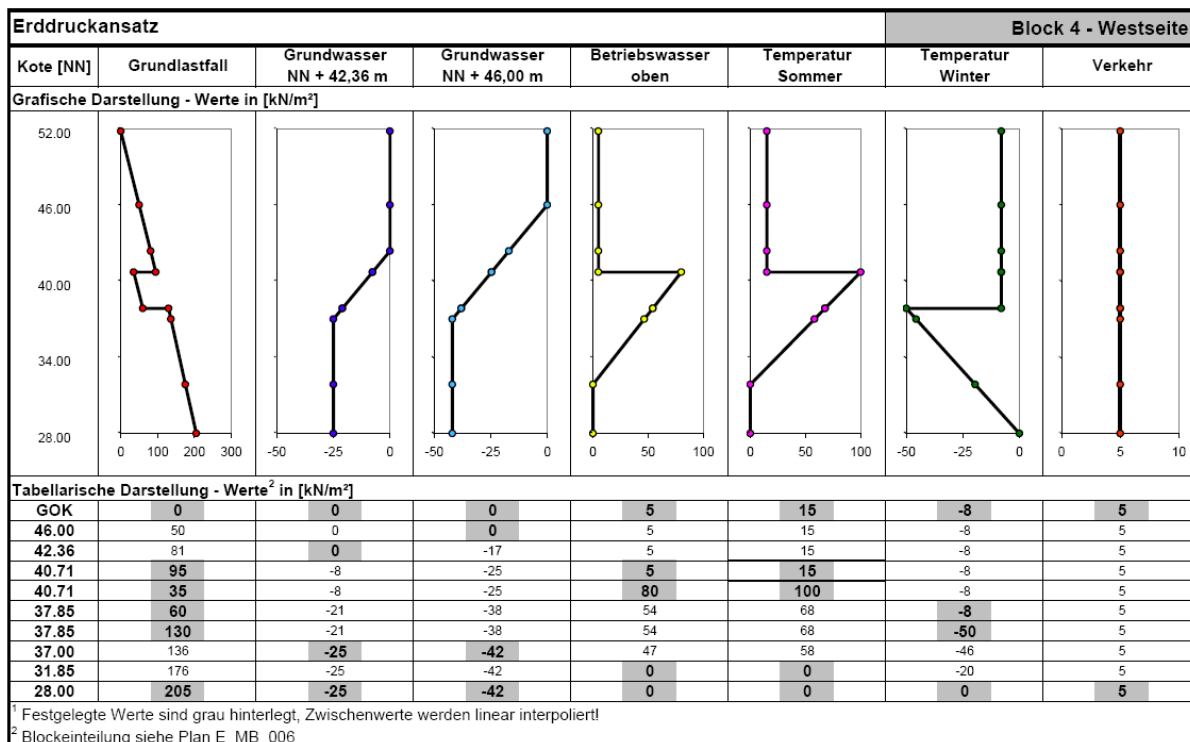 Erddruckansatz Block 4 - Westseite
Kote [NN] Grundlastfall Grundwasser NN + 42,36 m Grundwasser NN + 46,00 m Betriebswasser oben Temperatur Sommer Temperatur Winter Verkehr
Grafische Darstellung - Werte in [kN/m²]
52.00
46.00
40.00
34.00
28.00
0 100 200 300 -50 -25 0 -50 -25 0 0 50 100 0 50 100 -50 -25 0 0 5 10
Tabellarische Darstellung - Werte² in [kN/m²]
GOK 0 0 0 5 15 -8 5
46.00 50 0 0 5 15 -8 5
42.36 81 0 -17 5 15 -8 5
40.71 95 -8 -25 5 15 -8 5
40.71 35 -8 -25 80 100 -8 5
37.85 60 -21 -38 54 68 -8 5
37.85 130 -21 -38 54 68 -50 5
37.00 136 -25 -42 47 58 -46 5
31.85 176 -25 -42 0 0 -20 5
28.00 205 -25 -42 0 0 0 5
¹ Festgelegte Werte sind grau hinterlegt, Zwischenwerte werden linear interpoliert!
² Blockeinteilung siehe Plan E_MB_006